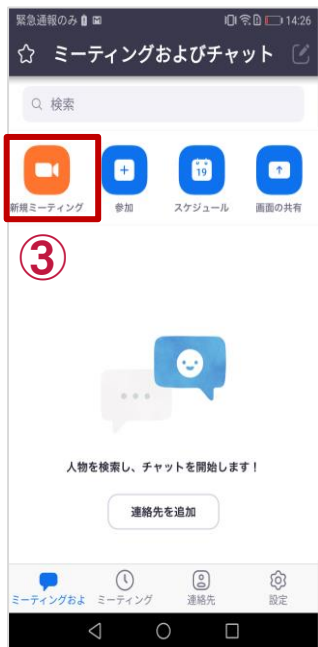 緊急通報のみ 14:26
ミーティングおよびチャット
検索
19
新規ミーティング 参加 スケジュール 画面の共有
③
人物を検索し、チャットを開始します！
連絡先を追加
ミーティングおよ ミーティング 連絡先 設定